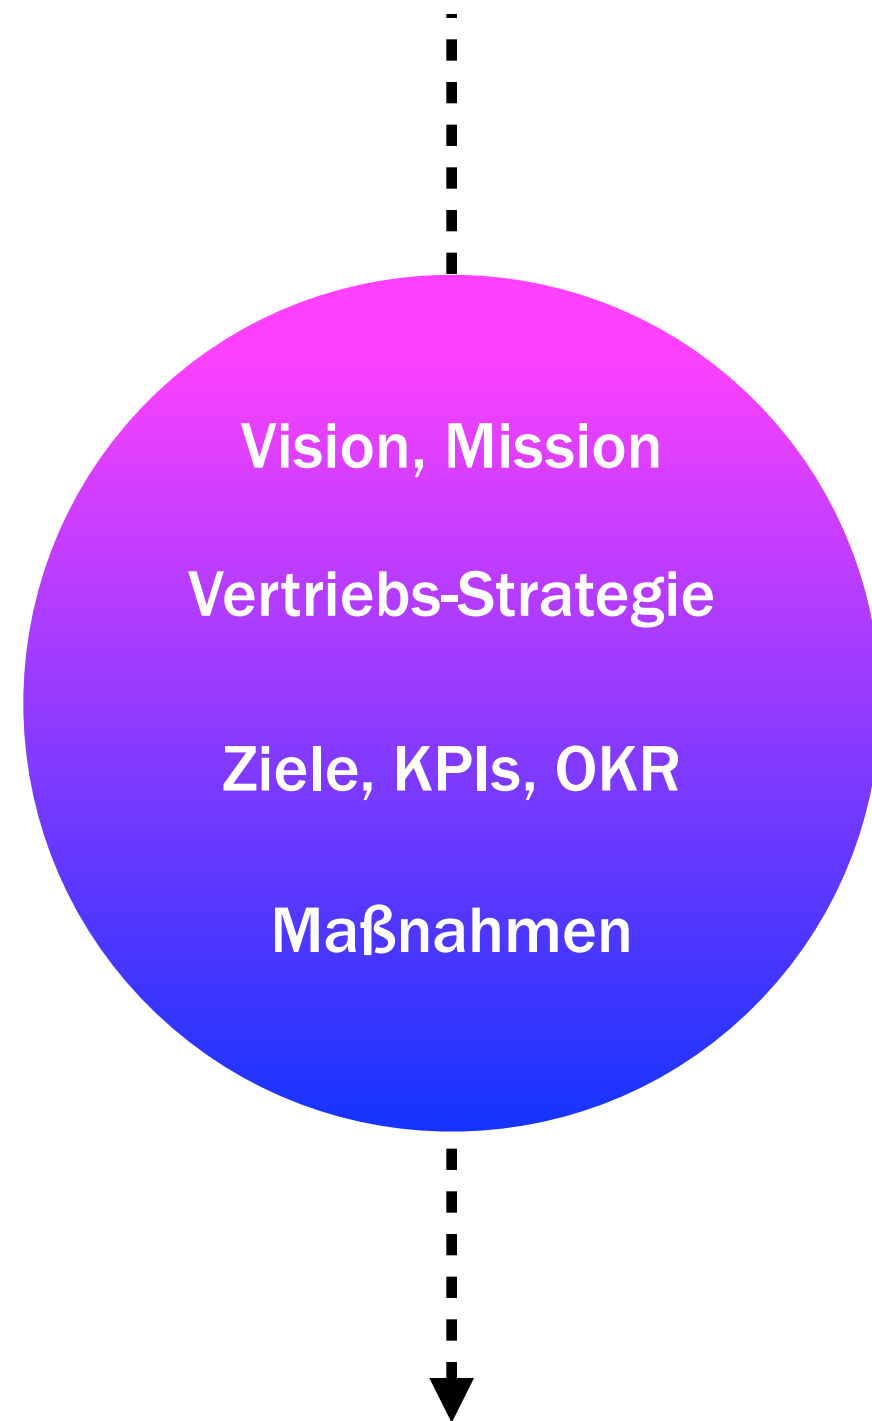 Vision, Mission
Vertriebs-Strategie
Ziele, KPIs, OKR
Maßnahmen